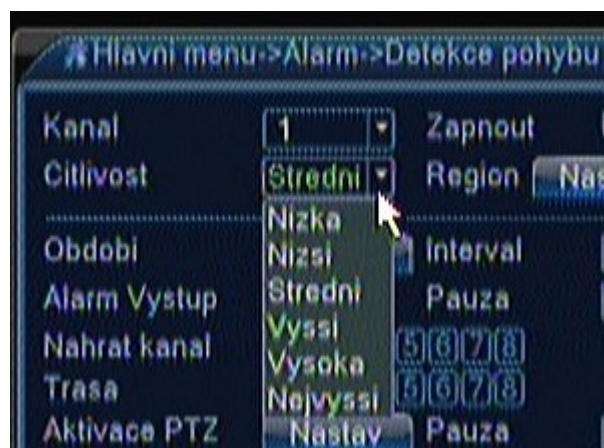 Hlavni menu->Alarm->Detekce pohybu
Kanal 1 Zapnout
Citlivost Stredni Region Nas
Nizka
Obdobi Nizsi Interval
Alarm Vystup Stredni Pauza
Vyssi
Nahrat kanal 5 6 7 8
Vysoka
Trasa Nejvyssi 5 6 7 8
Aktivace PTZ Nastav Pauza